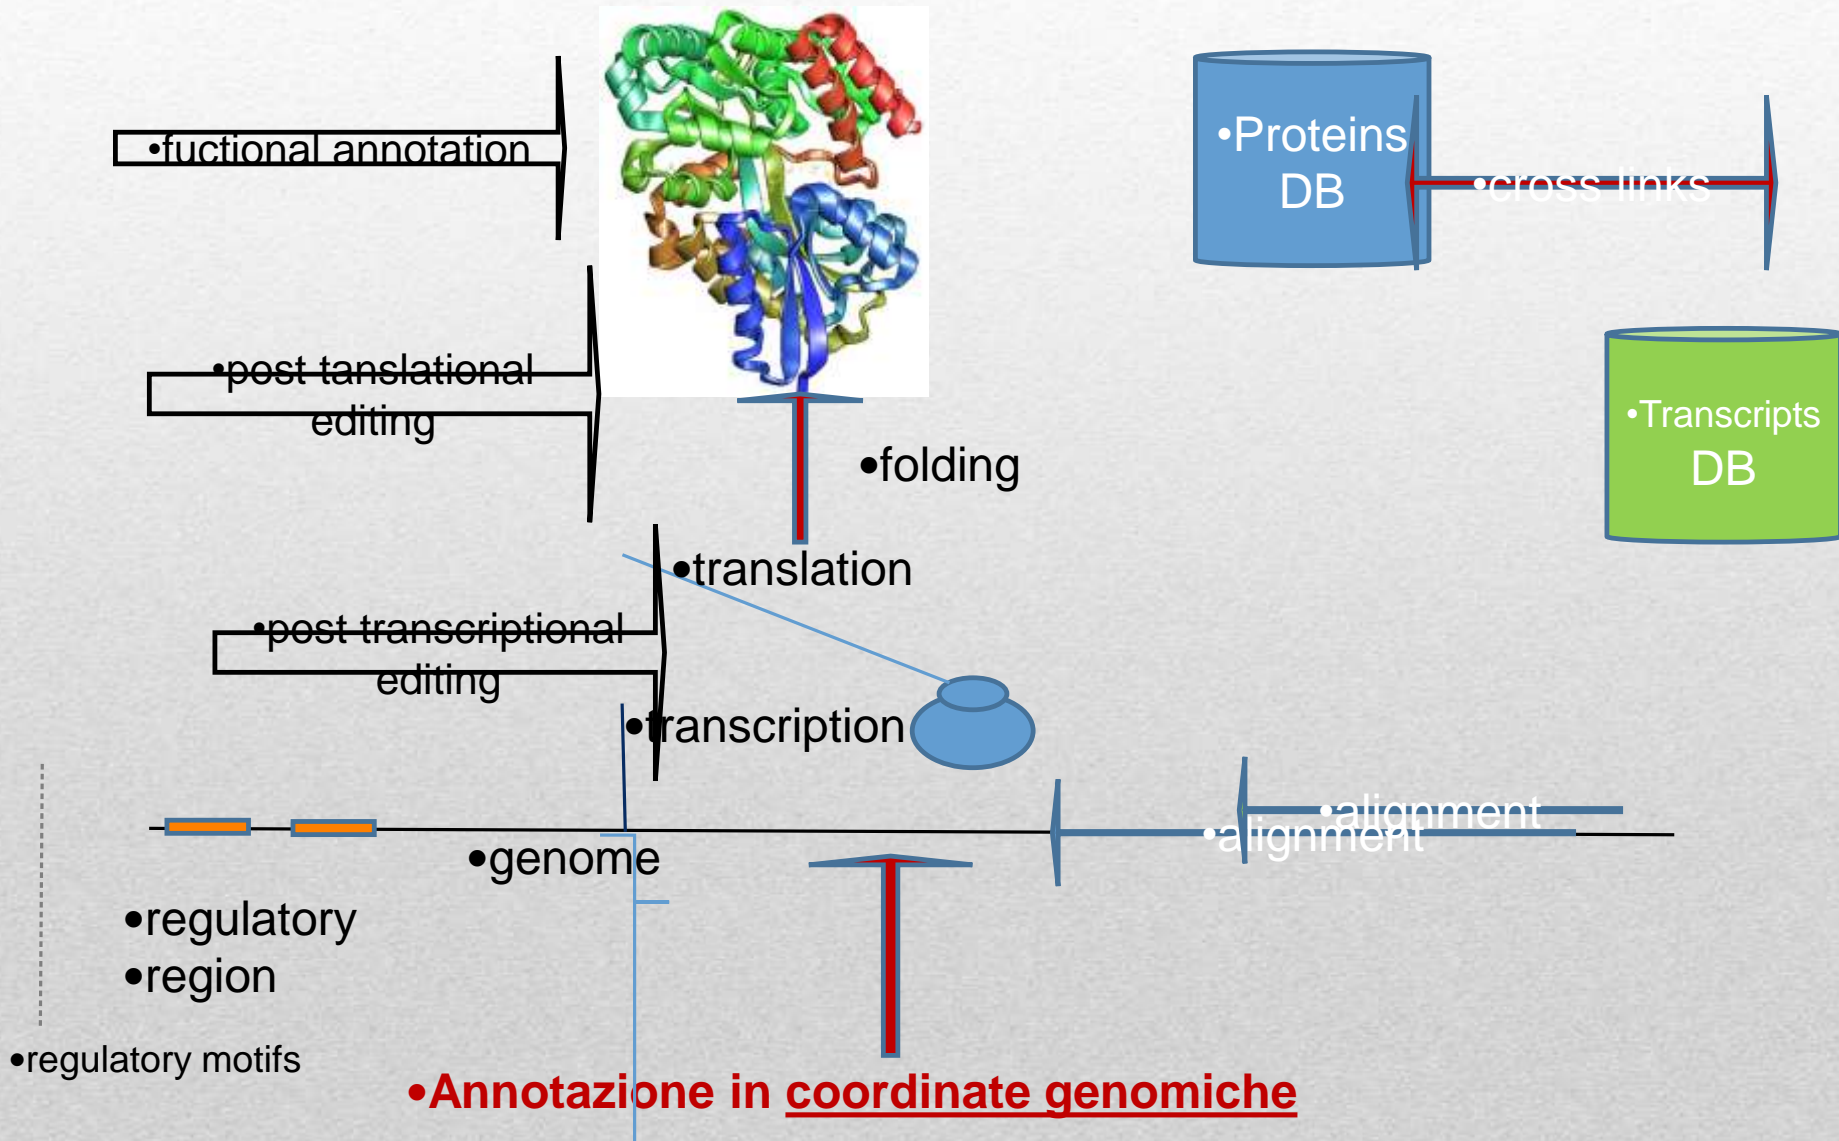 •fuctional annotation
•Proteins
DB
•cross links
•post tanslational
editing
•Transcripts
DB
•folding
•translation
•post transcriptional
editing
•transcription
•alignment
•alignment
•genome
•regulatory
•region
•regulatory motifs
•Annotazione in coordinate genomiche